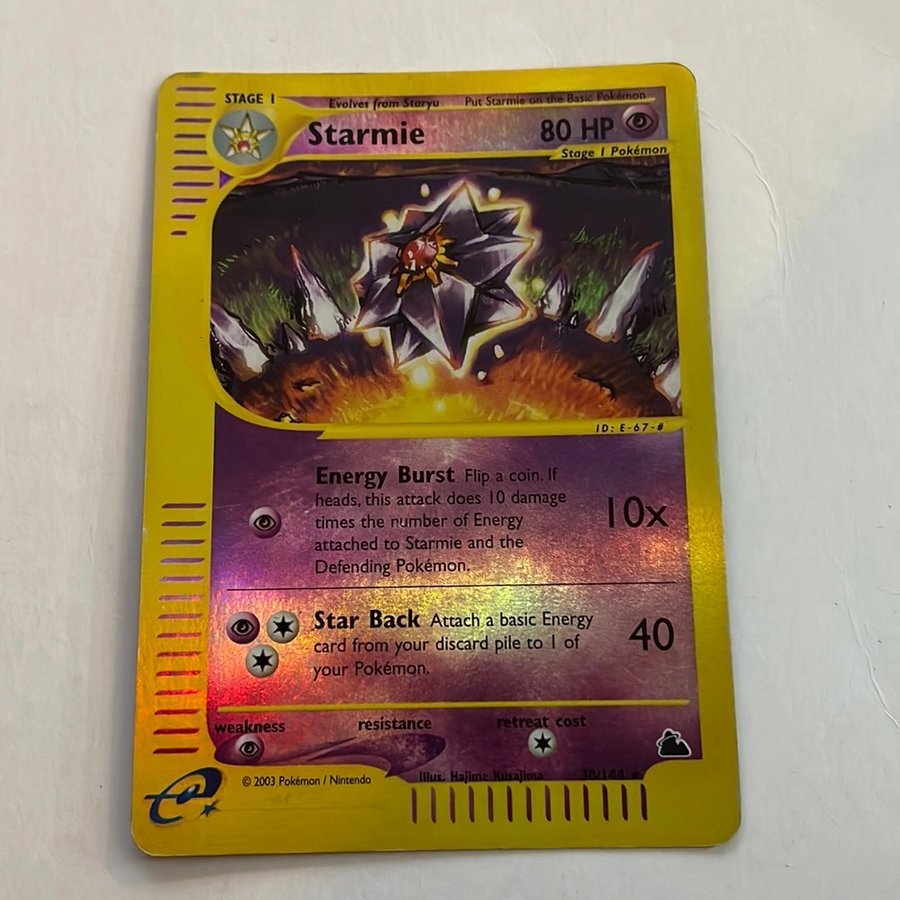 STAGE 1
Evolves from Staryu Put Starmie on the Basic Pokémon
Starmie 80 HP
Stage 1 Pokémon
ID: E-67-#
Energy Burst Flip a coin. If
heads, this attack does 10 damage
times the number of Energy
attached to Starmie and the
Defending Pokémon.
10x
Star Back Attach a basic Energy
card from your discard pile to 1 of
your Pokémon.
40
weakness resistance retreat cost
© 2003 Pokémon / Nintendo
Illus. Hajime Kusajima 30/144 ★
e